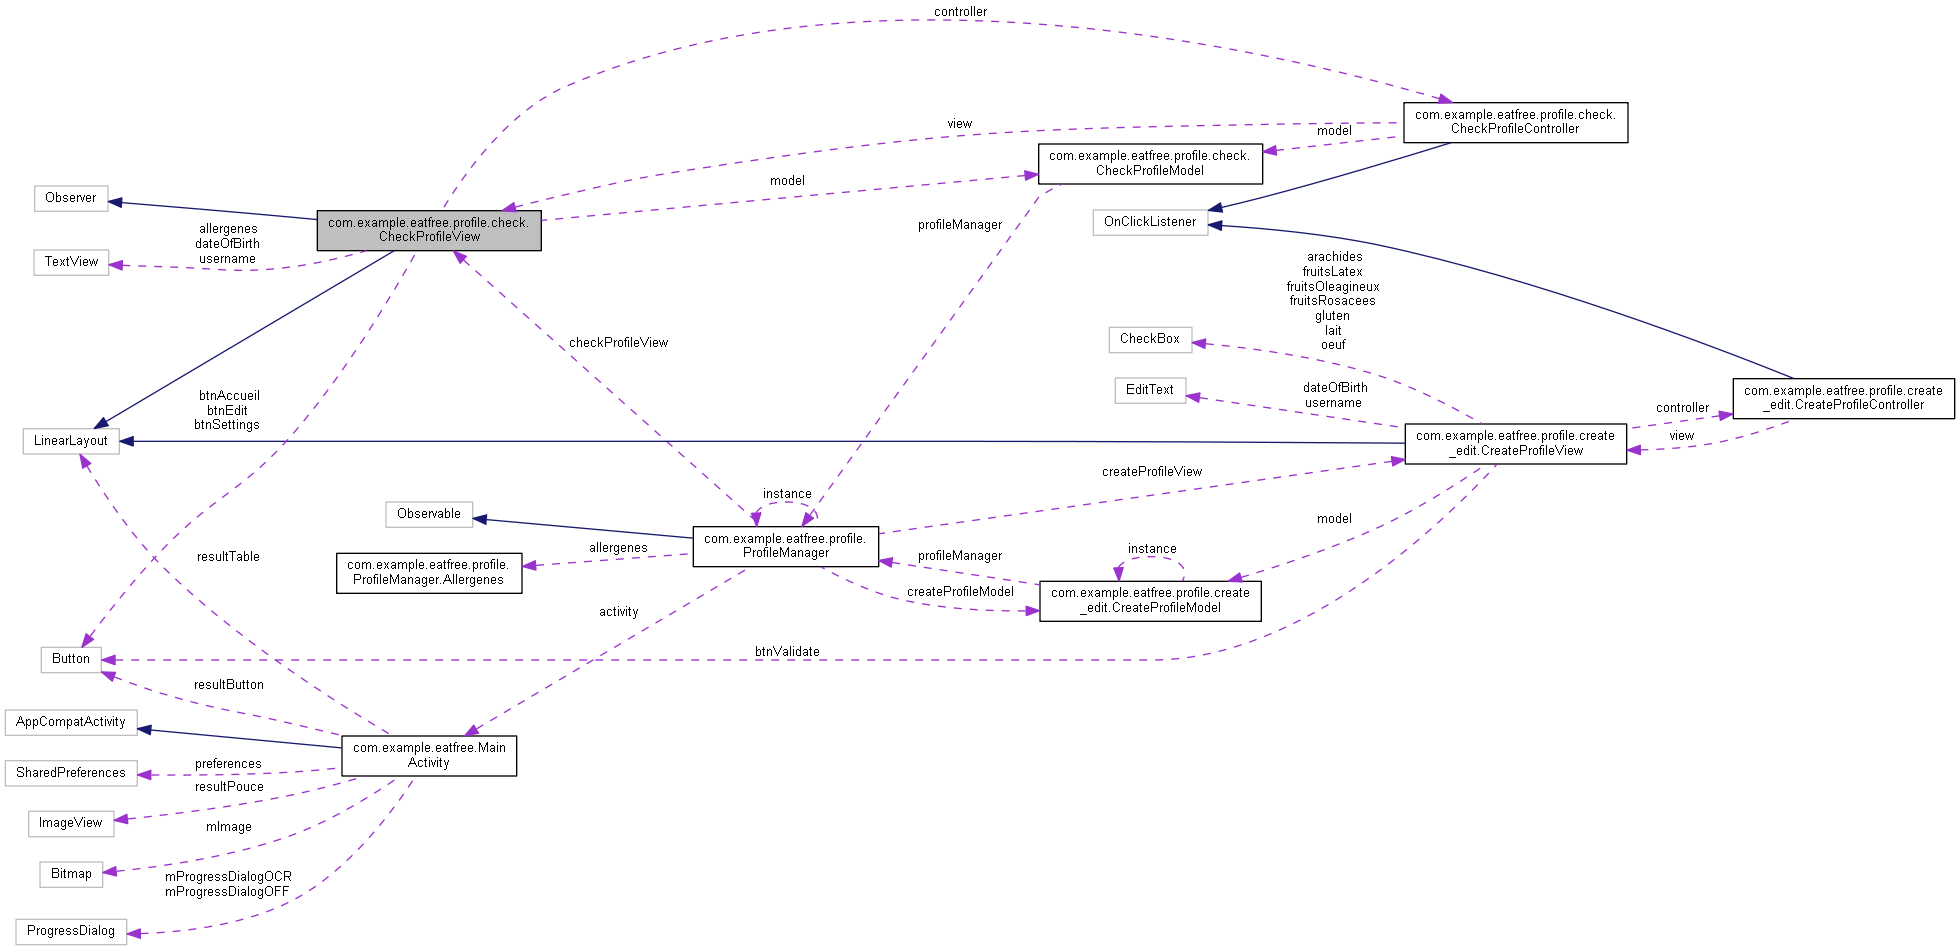 controller
com.example.eatfree.profile.check.
CheckProfileController
view
model
com.example.eatfree.profile.check.
CheckProfileModel
model
Observer
com.example.eatfree.profile.check.
CheckProfileView
OnClickListener
profileManager
allergenes
dateOfBirth
username
TextView
arachides
fruitsLatex
fruitsOleagineux
fruitsRosacees
gluten
lait
oeuf
CheckBox
checkProfileView
EditText
dateOfBirth
username
com.example.eatfree.profile.create
_edit.CreateProfileController
controller
view
btnAccueil
btnEdit
btnSettings
LinearLayout
com.example.eatfree.profile.create
_edit.CreateProfileView
createProfileView
instance
Observable
com.example.eatfree.profile.
ProfileManager
model
resultTable
allergenes
com.example.eatfree.profile.
ProfileManager.Allergenes
profileManager
instance
createProfileModel
com.example.eatfree.profile.create
_edit.CreateProfileModel
activity
Button
btnValidate
resultButton
AppCompatActivity
com.example.eatfree.Main
Activity
SharedPreferences
preferences
resultPouce
ImageView
mImage
Bitmap
mProgressDialogOCR
mProgressDialogOFF
ProgressDialog